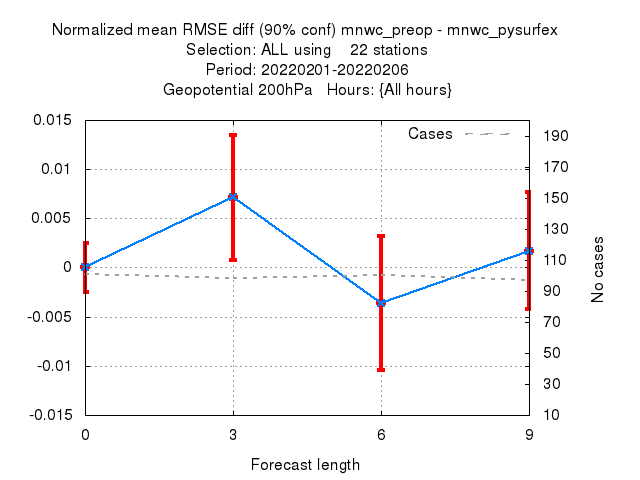 Normalized mean RMSE diff (90% conf) mnwc_preop - mnwc_pysurfex
Selection: ALL using 22 stations
Period: 20220201-20220206
Geopotential 200hPa Hours: {All hours}
Cases
0.015
0.01
0.005
0
-0.005
-0.01
-0.015
190
170
150
130
110
90
70
50
30
10
No cases
0 3 6 9
Forecast length